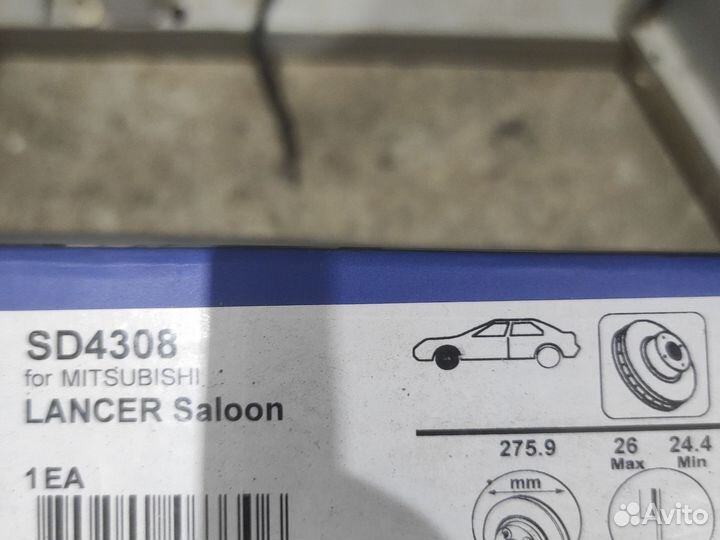 SD4308
for MITSUBISHI
LANCER Saloon
1EA
275.9
26
Max
24.4
Min
mm
Avito